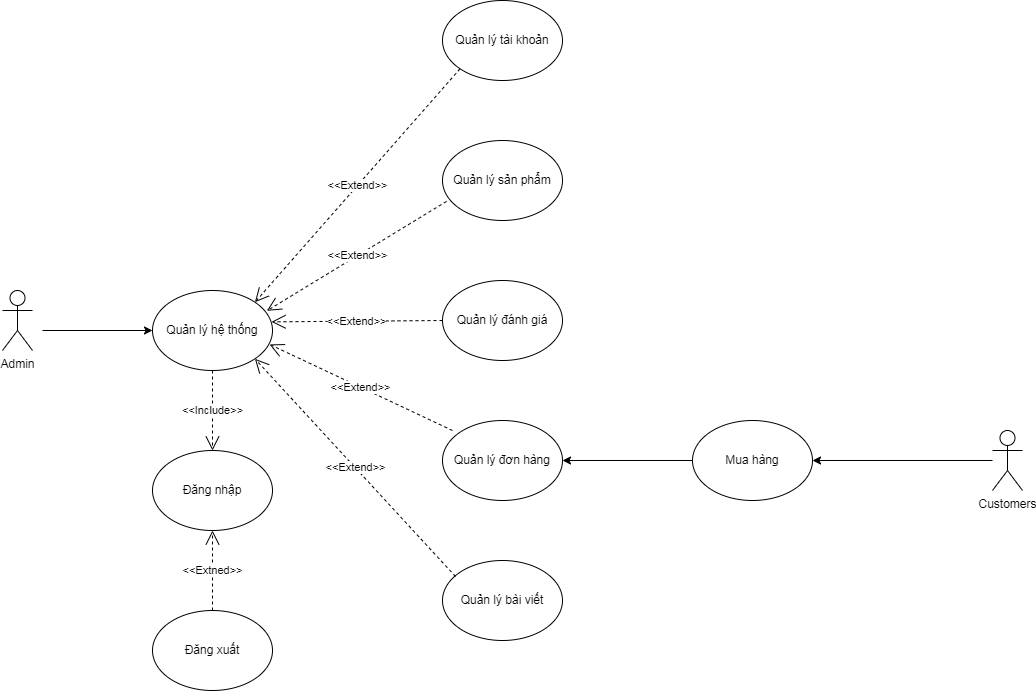 Quản lý tài khoản
<<Extend>>
Quản lý sản phẩm
<<Extend>>
Quản lý hệ thống
<<Extend>>
Quản lý đánh giá
Admin
<<Extend>>
<<Include>>
Quản lý đơn hàng
Mua hàng
<<Extend>>
Đăng nhập
Customers
<<Extned>>
Quản lý bài viết
Đăng xuất